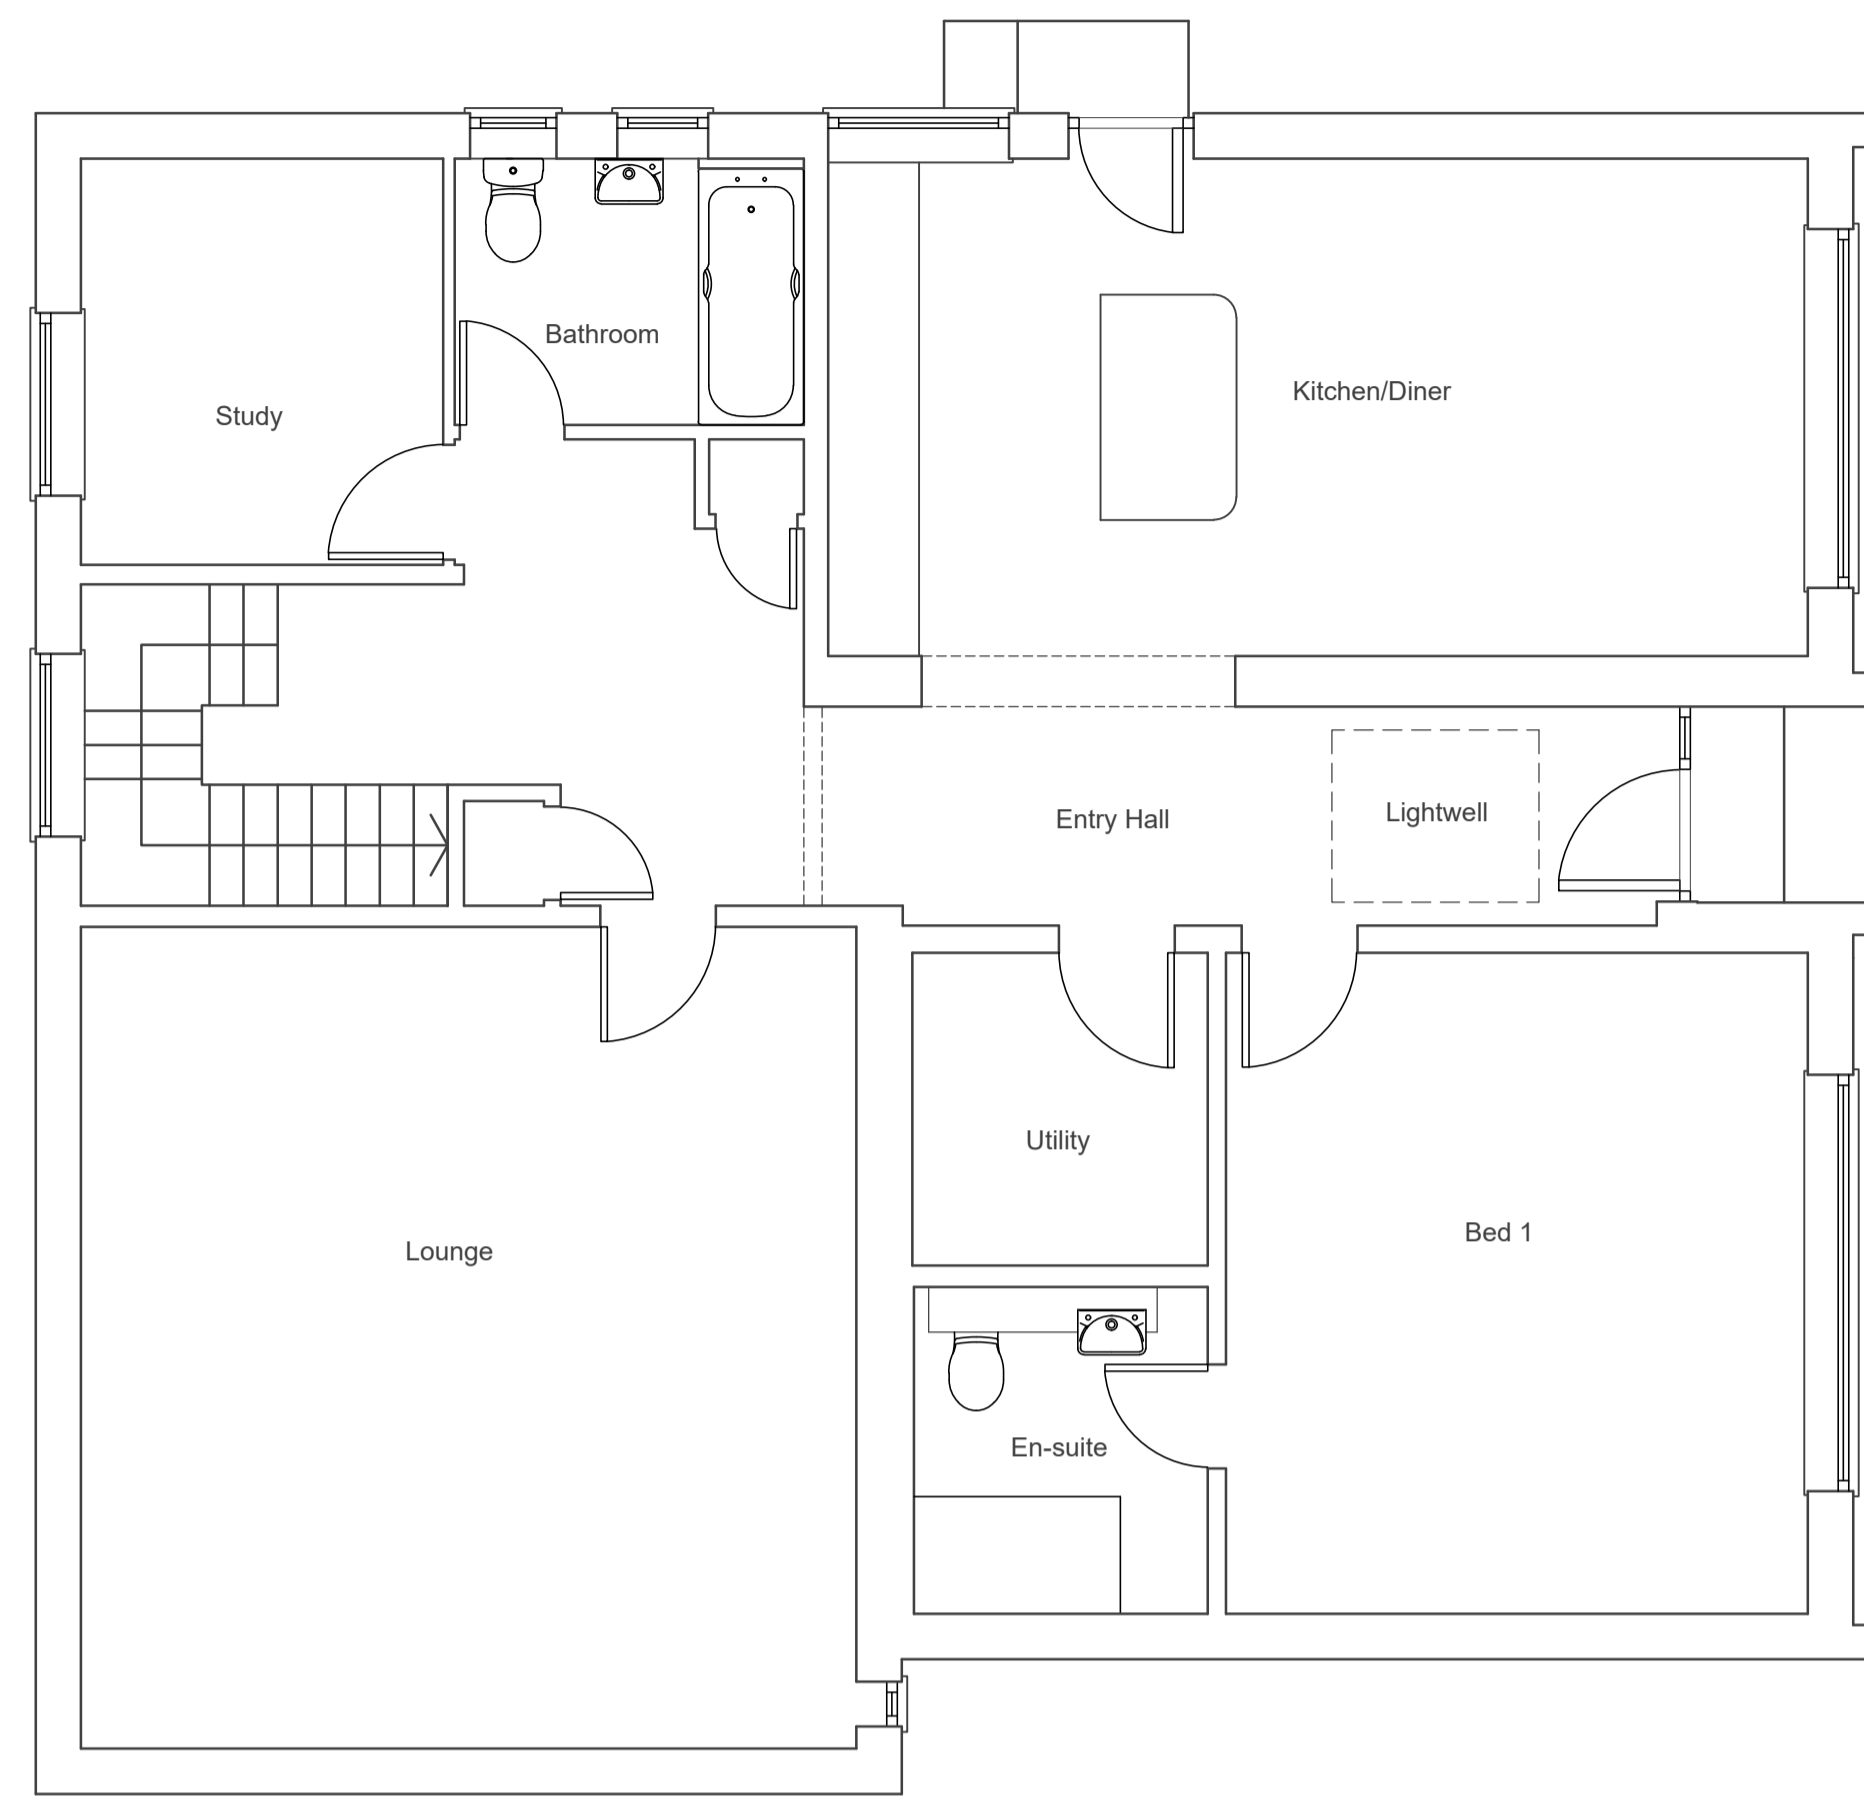 Bathroom
Kitchen/Diner
Study
Entry Hall
Lightwell
Utility
Bed 1
Lounge
En-suite